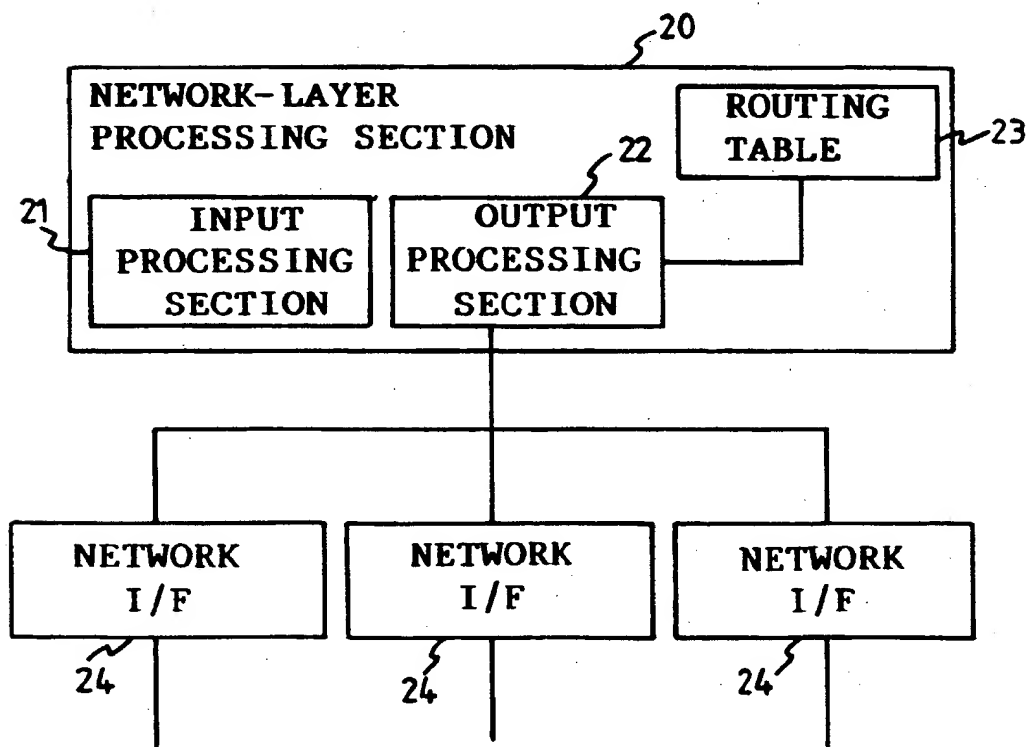 20
NETWORK-LAYER
PROCESSING SECTION
ROUTING
TABLE
23
22
21
INPUT
PROCESSING
SECTION
OUTPUT
PROCESSING
SECTION
NETWORK
I/F
24
NETWORK
I/F
24
NETWORK
I/F
24